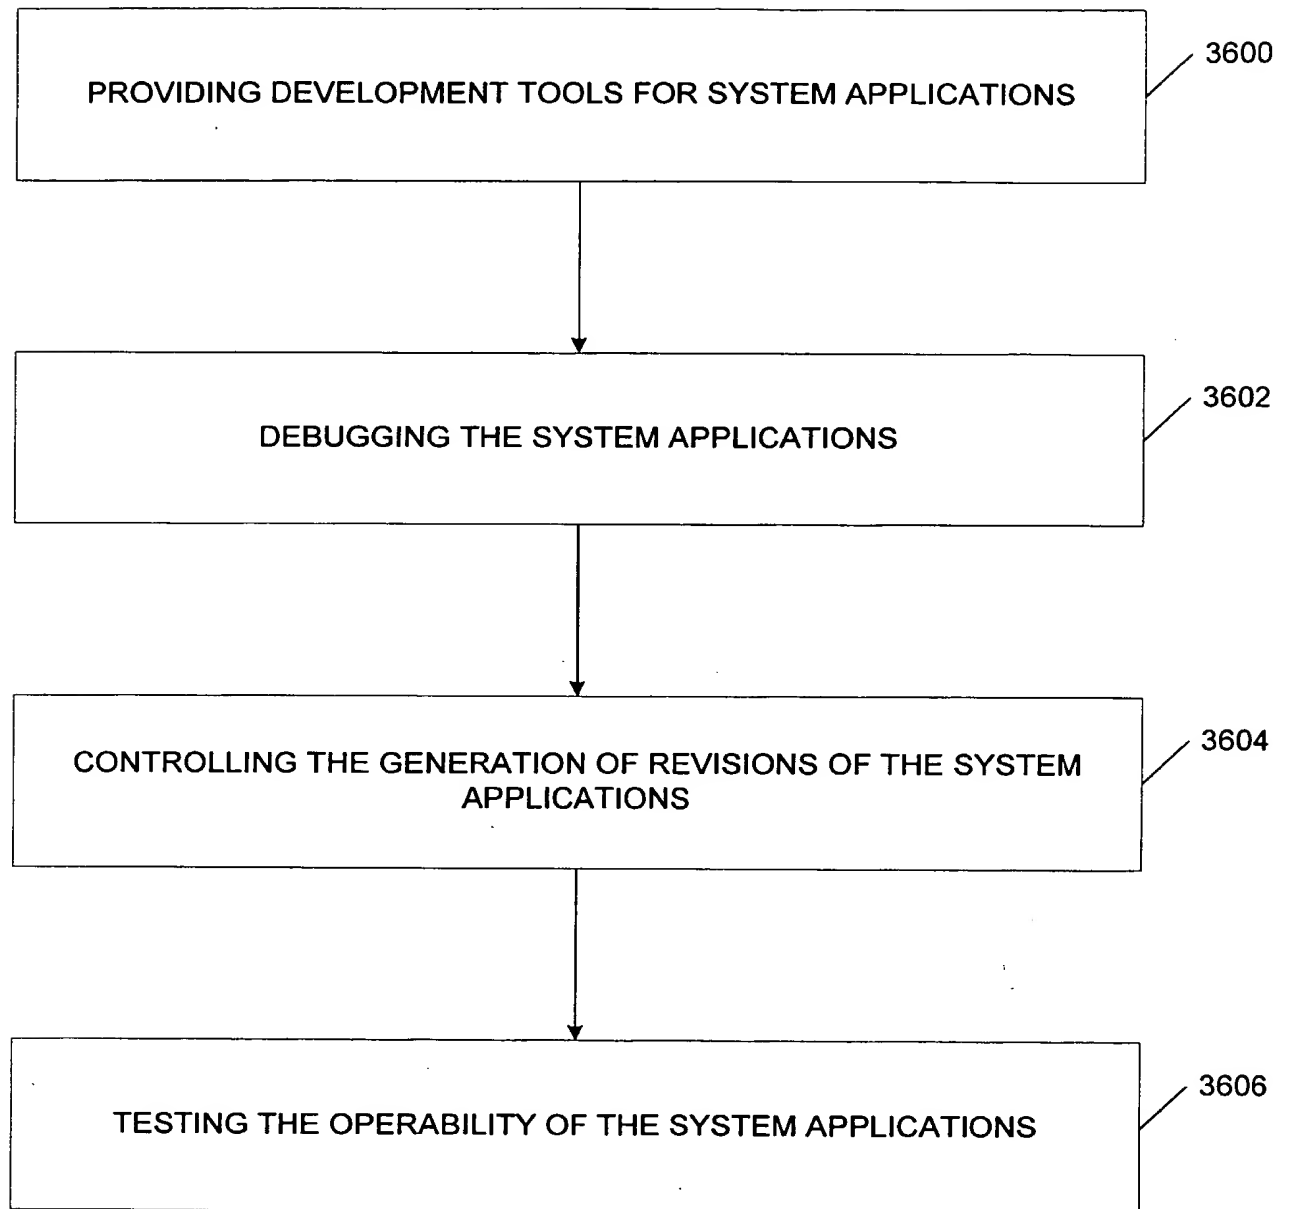 3600
PROVIDING DEVELOPMENT TOOLS FOR SYSTEM APPLICATIONS
3602
DEBUGGING THE SYSTEM APPLICATIONS
3604
CONTROLLING THE GENERATION OF REVISIONS OF THE SYSTEM
APPLICATIONS
3606
TESTING THE OPERABILITY OF THE SYSTEM APPLICATIONS